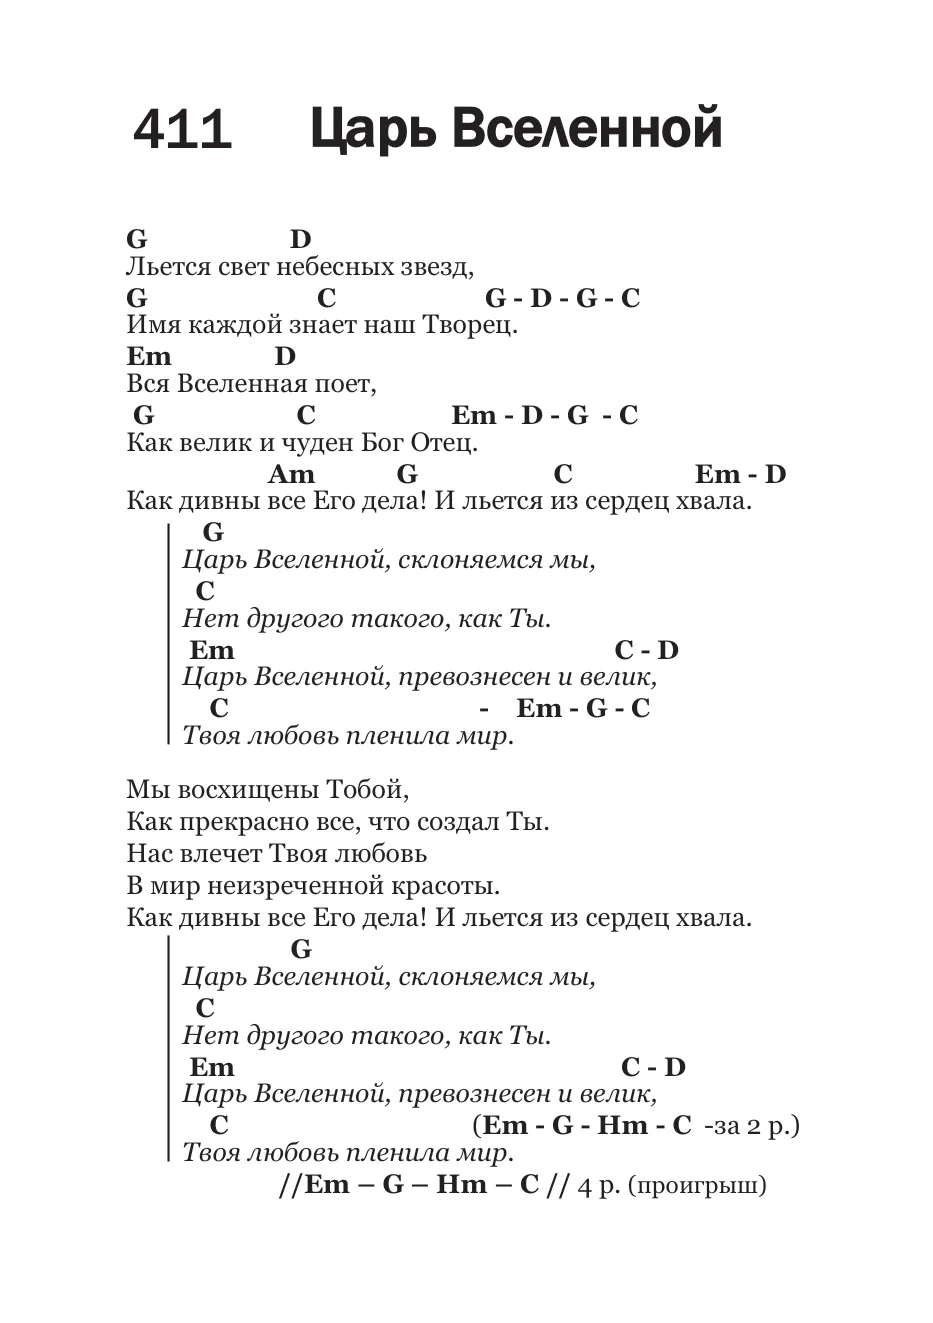 411 Царь Вселенной
G D
Льется свет небесных звезд,
G C G - D - G - C
Имя каждой знает наш Творец.
Em D
Вся Вселенная поет,
G C Em - D - G - C
Как велик и чуден Бог Отец.
Am G C Em - D
Как дивны все Его дела! И льется из сердец хвала.
G
Царь Вселенной, склоняемся мы,
C
Нет другого такого, как Ты.
Em C - D
Царь Вселенной, превознесен и велик,
C - Em - G - C
Твоя любовь пленила мир.
Мы восхищены Тобой,
Как прекрасно все, что создал Ты.
Нас влечет Твоя любовь
В мир неизреченной красоты.
Как дивны все Его дела! И льется из сердец хвала.
G
Царь Вселенной, склоняемся мы,
C
Нет другого такого, как Ты.
Em C - D
Царь Вселенной, превознесен и велик,
C (Em - G - Hm - C -за 2 р.)
Твоя любовь пленила мир.
//Em – G – Hm – C // 4 р. (проигрыш)